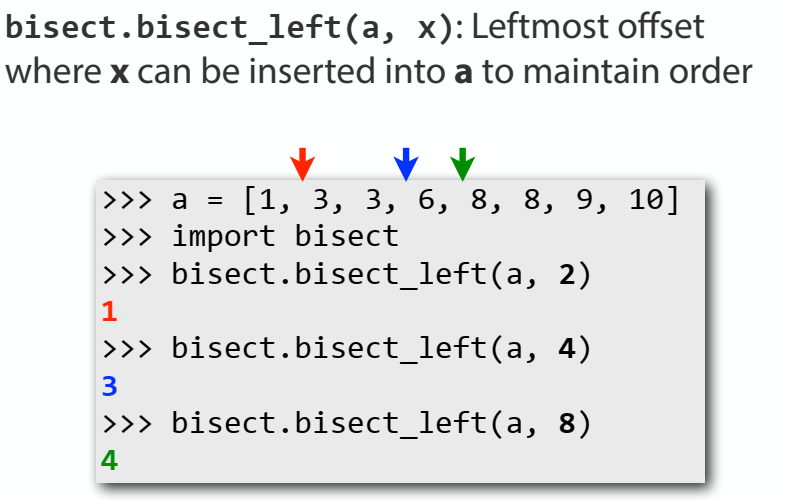 bisect.bisect_left(a, x): Leftmost offset
where x can be inserted into a to maintain order
>>> a = [1, 3, 3, 6, 8, 8, 9, 10]
>>> import bisect
>>> bisect.bisect_left(a, 2)
1
>>> bisect.bisect_left(a, 4)
3
>>> bisect.bisect_left(a, 8)
4